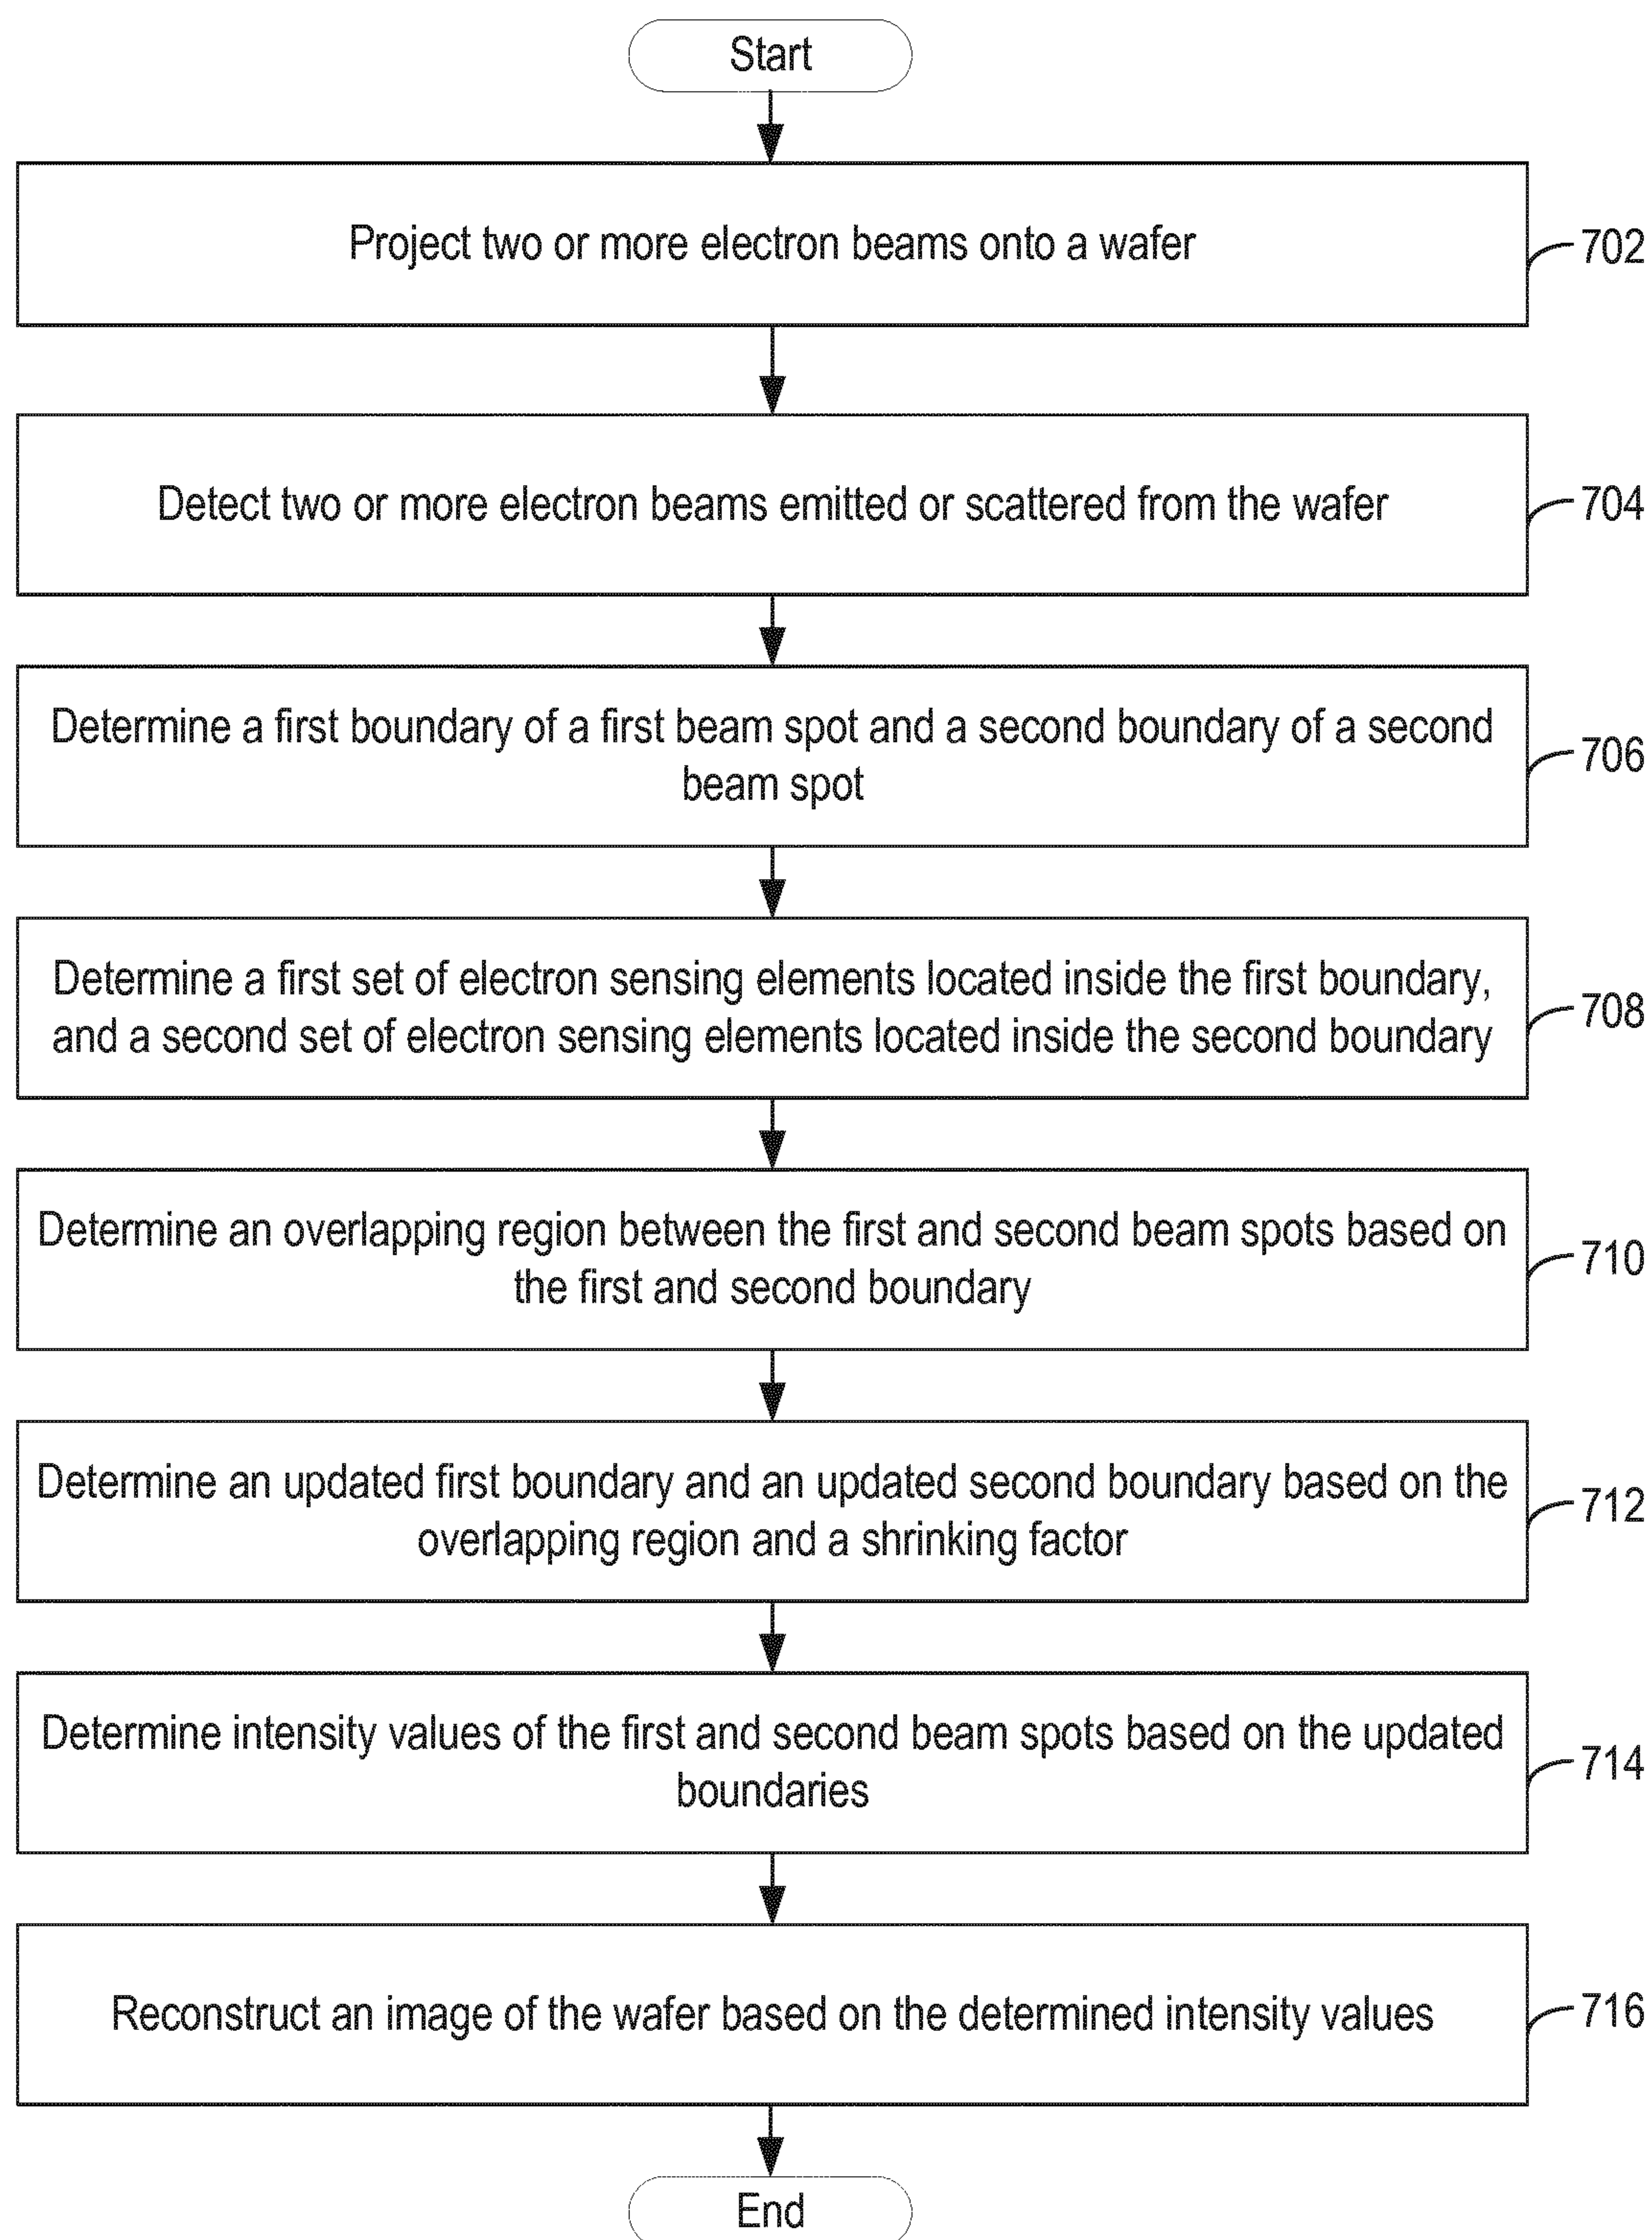 Start
Project two or more electron beams onto a wafer
702
Detect two or more electron beams emitted or scattered from the wafer
704
Determine a first boundary of a first beam spot and a second boundary of a second
beam spot
706
Determine a first set of electron sensing elements located inside the first boundary,
and a second set of electron sensing elements located inside the second boundary
708
Determine an overlapping region between the first and second beam spots based on
the first and second boundary
710
Determine an updated first boundary and an updated second boundary based on the
overlapping region and a shrinking factor
712
Determine intensity values of the first and second beam spots based on the updated
boundaries
714
Reconstruct an image of the wafer based on the determined intensity values
716
End